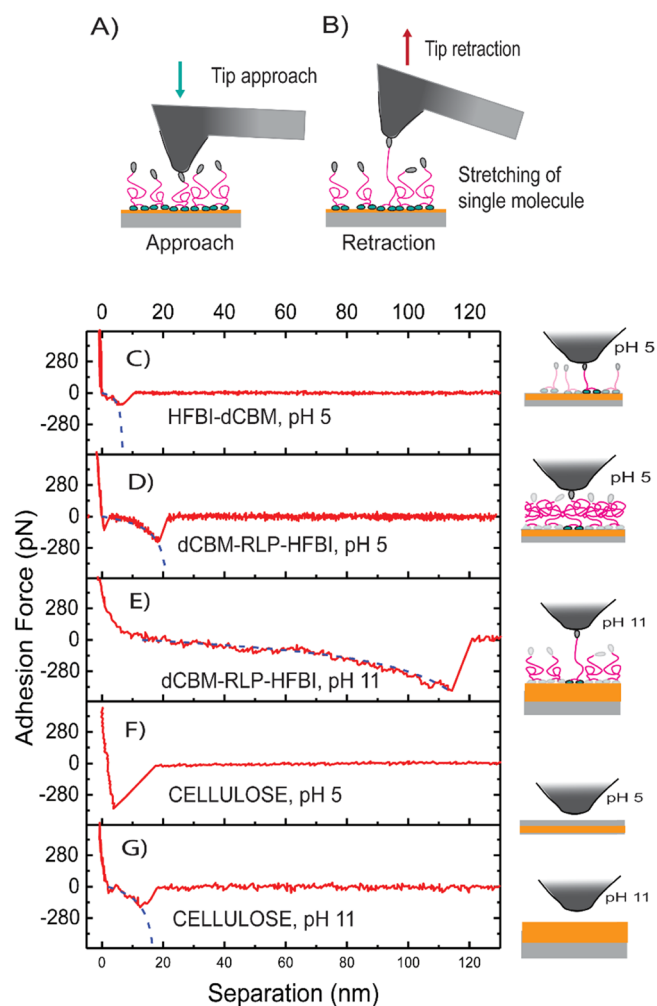 A)
Tip approach
Approach
B)
Tip retraction
Stretching of
single molecule
Retraction
0 20 40 60 80 100 120
Adhesion Force (pN)
280
0
-280
C)
HFBI-dCBM, pH 5
pH 5
280
0
-280
D)
dCBM-RLP-HFBI, pH 5
pH 5
280
0
-280
E)
dCBM-RLP-HFBI, pH 11
pH 11
280
0
-280
F)
CELLULOSE, pH 5
pH 5
280
0
-280
G)
CELLULOSE, pH 11
pH 11
0 20 40 60 80 100 120
Separation (nm)